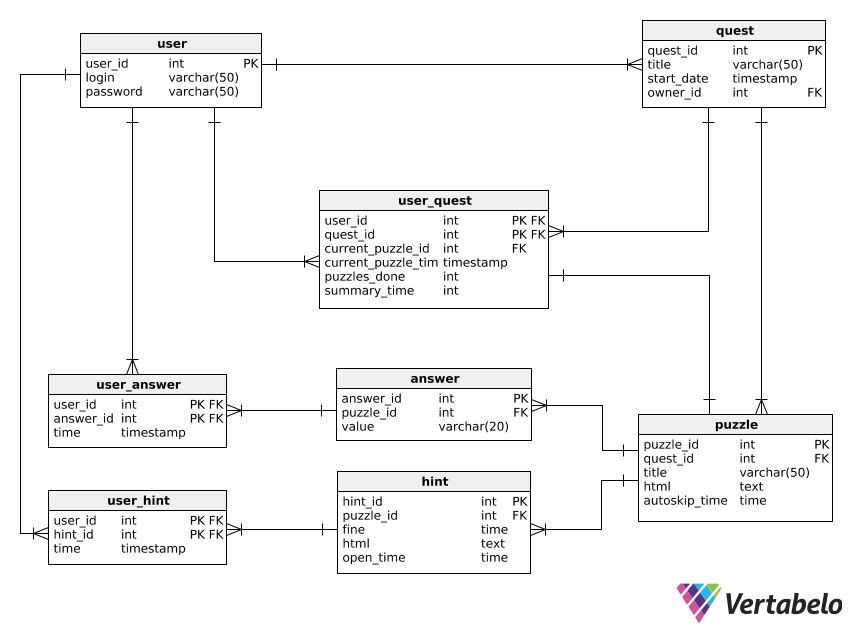 user
user_id int PK
login varchar(50)
password varchar(50)
quest
quest_id int PK
title varchar(50)
start_date timestamp
owner_id int FK
user_quest
user_id int PK FK
quest_id int PK FK
current_puzzle_id int FK
current_puzzle_tim timestamp
puzzles_done int
summary_time int
user_answer
user_id int PK FK
answer_id int PK FK
time timestamp
answer
answer_id int PK
puzzle_id int FK
value varchar(20)
puzzle
puzzle_id int PK
quest_id int FK
title varchar(50)
html text
autoskip_time time
user_hint
user_id int PK FK
hint_id int PK FK
time timestamp
hint
hint_id int PK
puzzle_id int FK
fine time
html text
open_time time
Vertabelo